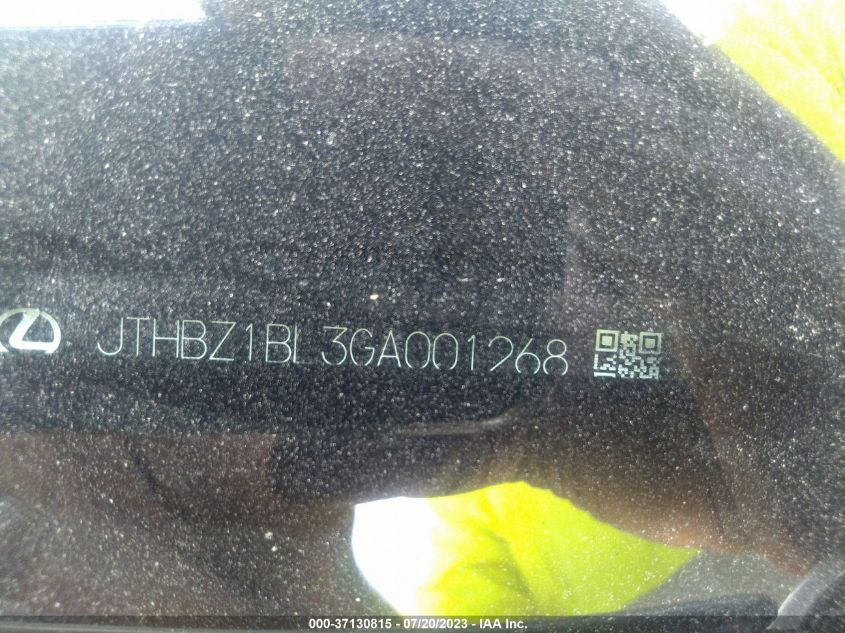 JTHBZ1BL3GA001268
000-37130815 - 07/20/2023 - IAA Inc.